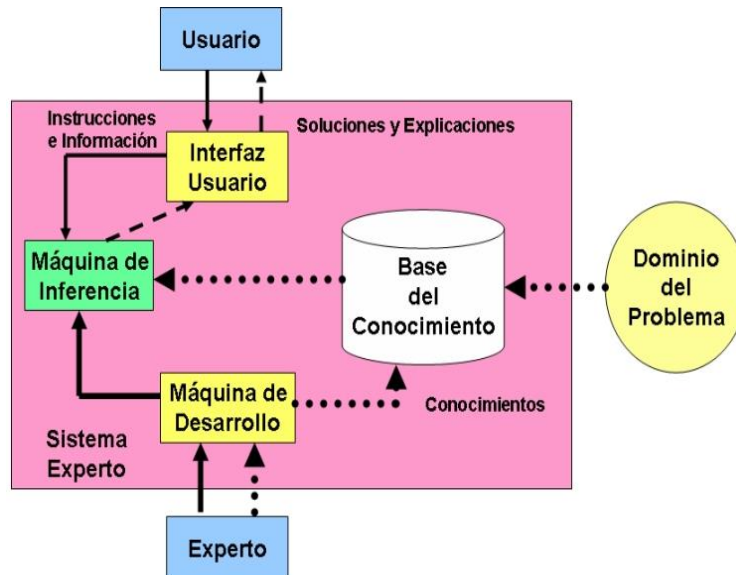 Usuario
Instrucciones
e Información
Soluciones y Explicaciones
Interfaz
Usuario
Máquina de
Inferencia
Base
del
Conocimiento
Dominio
del
Problema
Máquina de
Desarrollo
Conocimientos
Sistema
Experto
Experto